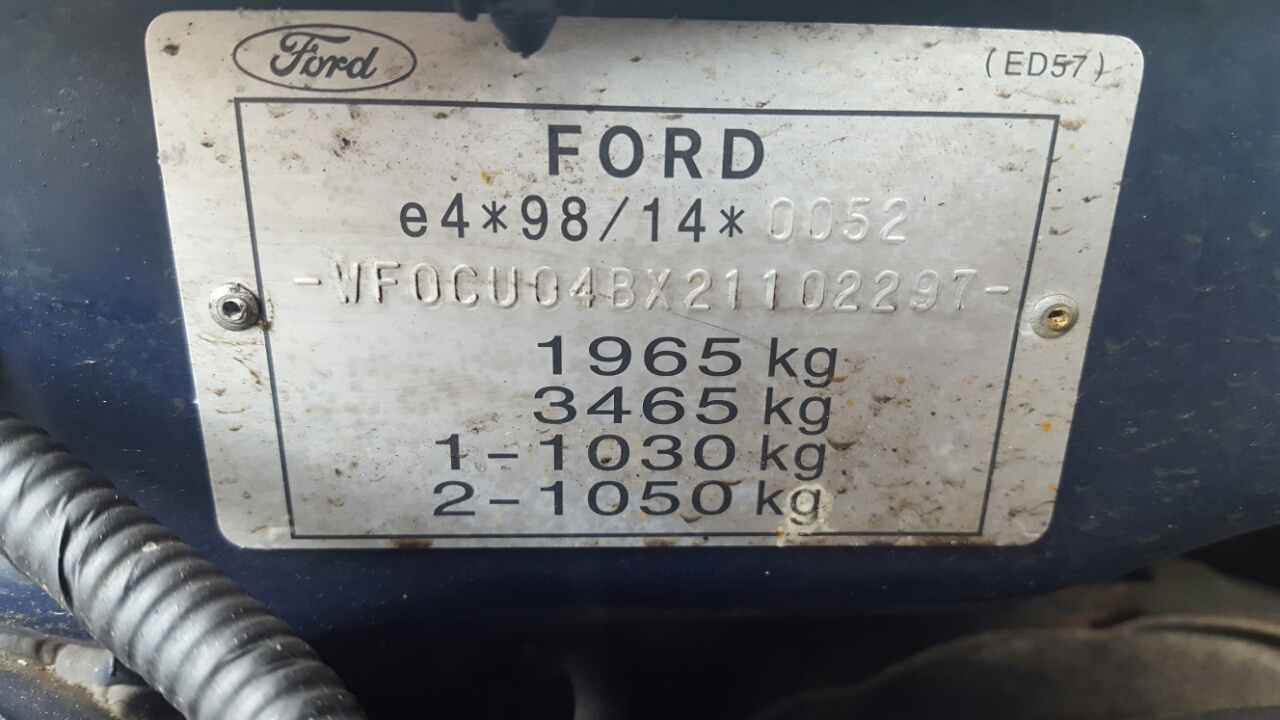 Ford
(ED57)
FORD
e4*98/14*0052
-WF0CU04BX21102297-
1965 kg
3465 kg
1-1030 kg
2-1050 kg